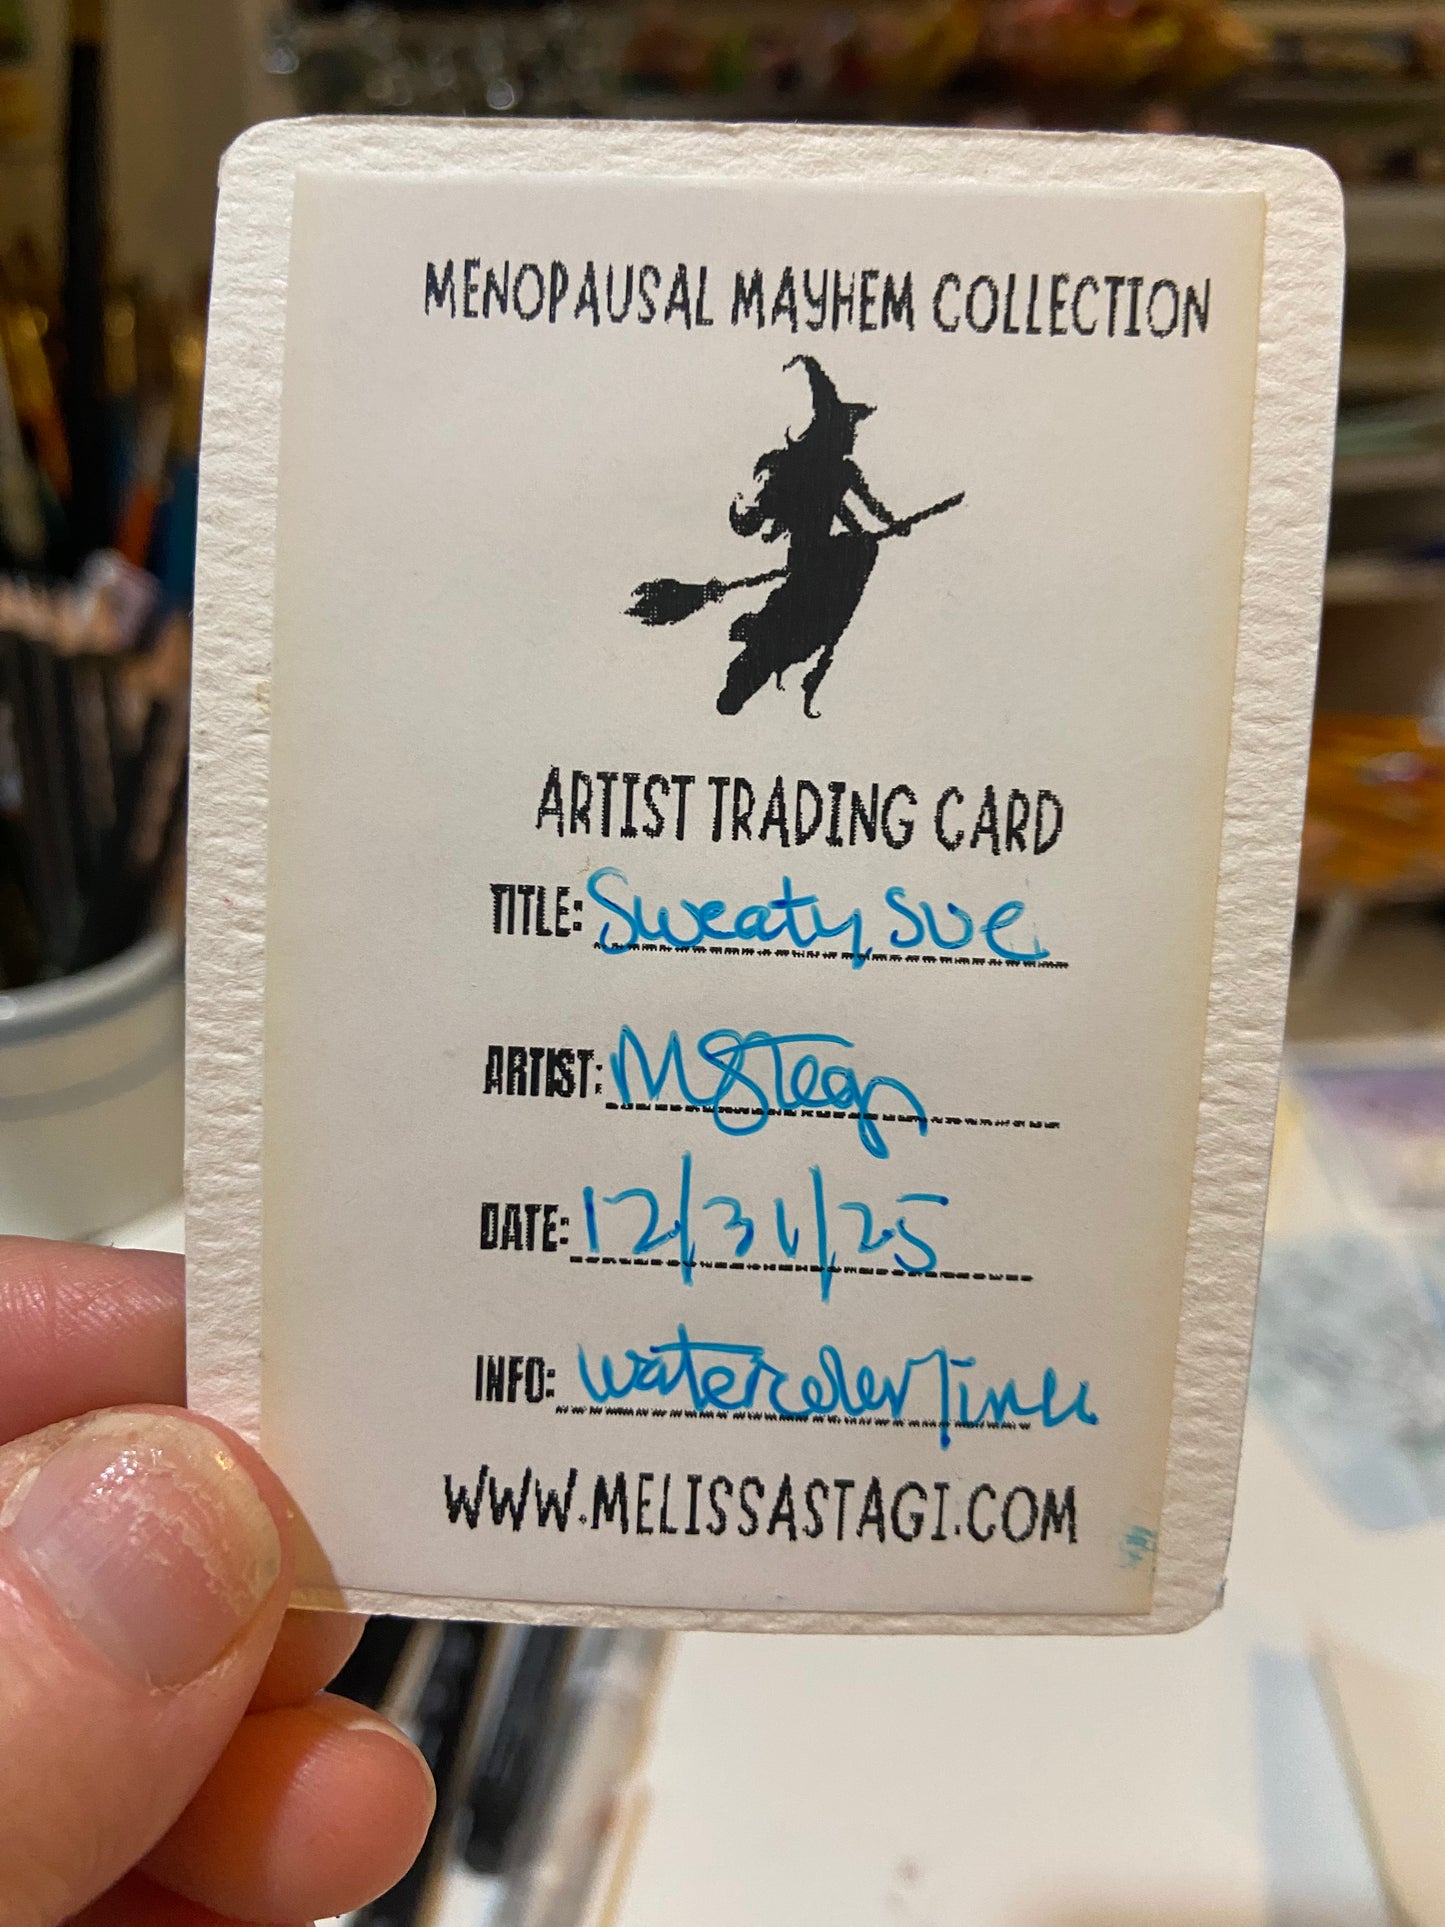 MENOPAUSAL MAYHEM COLLECTION
ARTIST TRADING CARD
TITLE: Sweaty Sue
ARTIST:
DATE: 12/31/25
INFO: watercolor/ink
WWW.MELISSASTAGI.COM